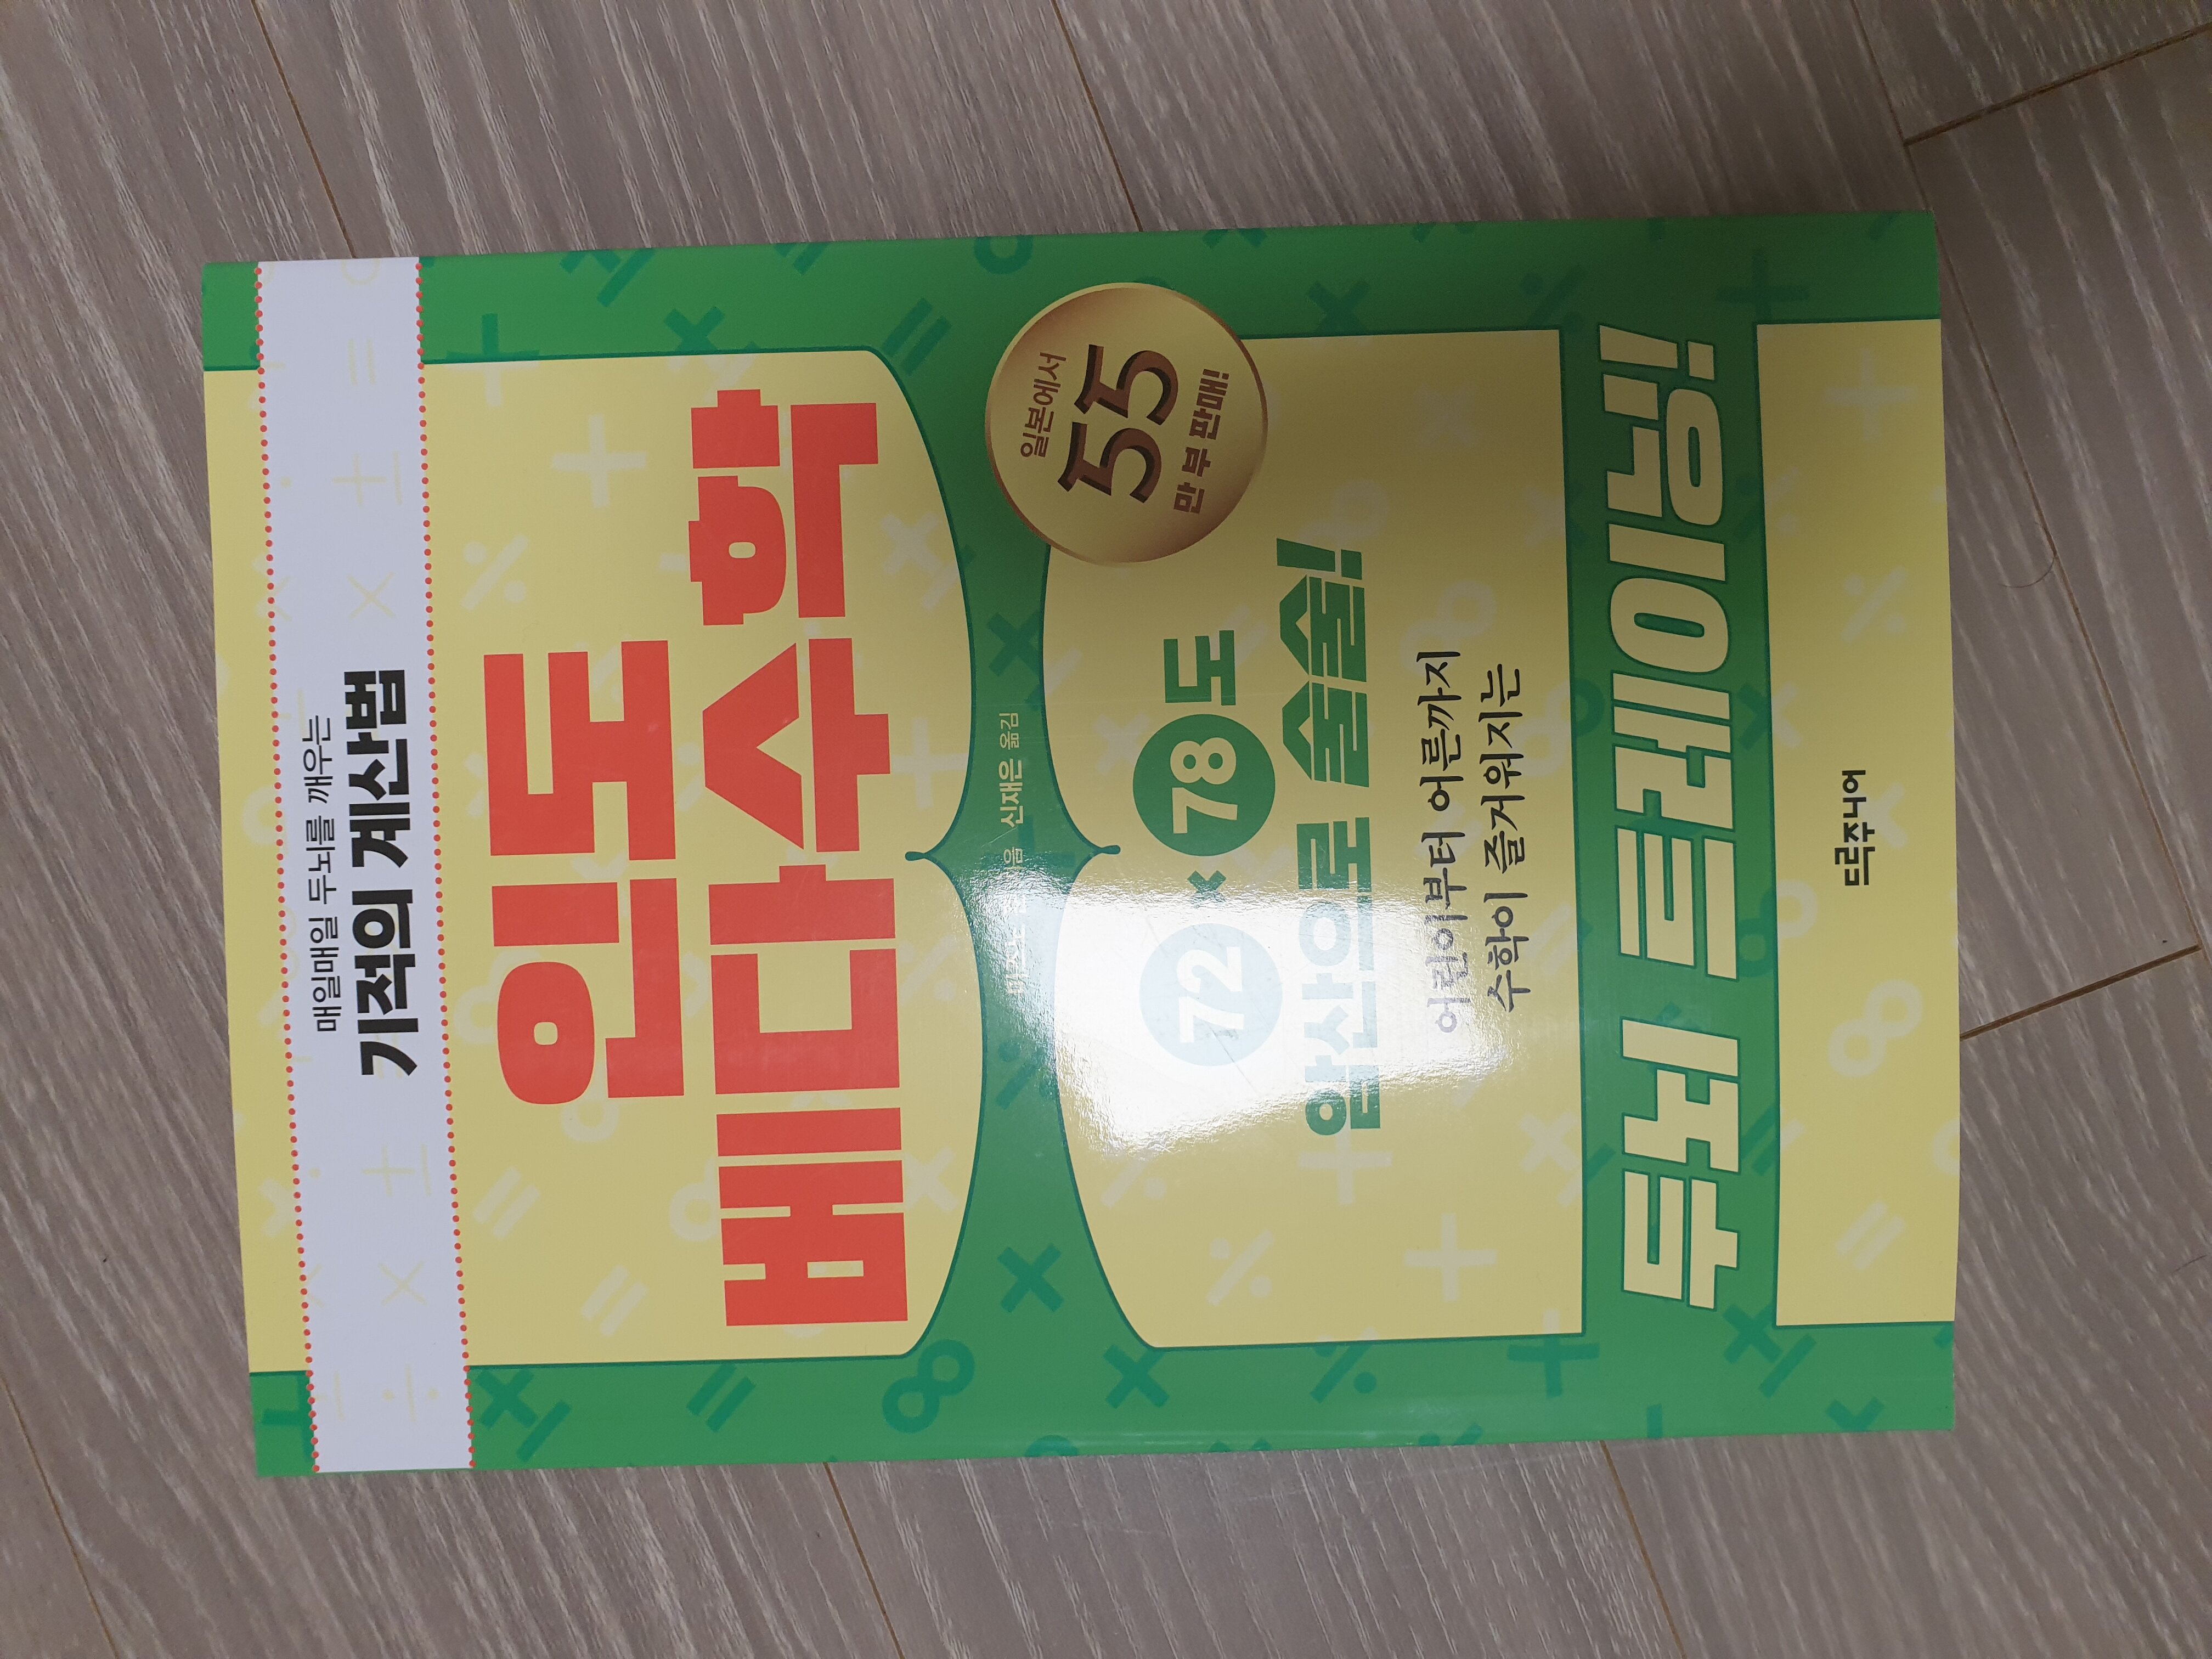 매일매일 두뇌를 깨우는
기적의 계산법
인도
베다수학
신재은 옮김
일본에서
55
만 부 판매!
72 × 78도
암산으로 술술!
어린이부터 어른까지
수학이 즐거워지는
두뇌 트레이닝!
드럭주니어